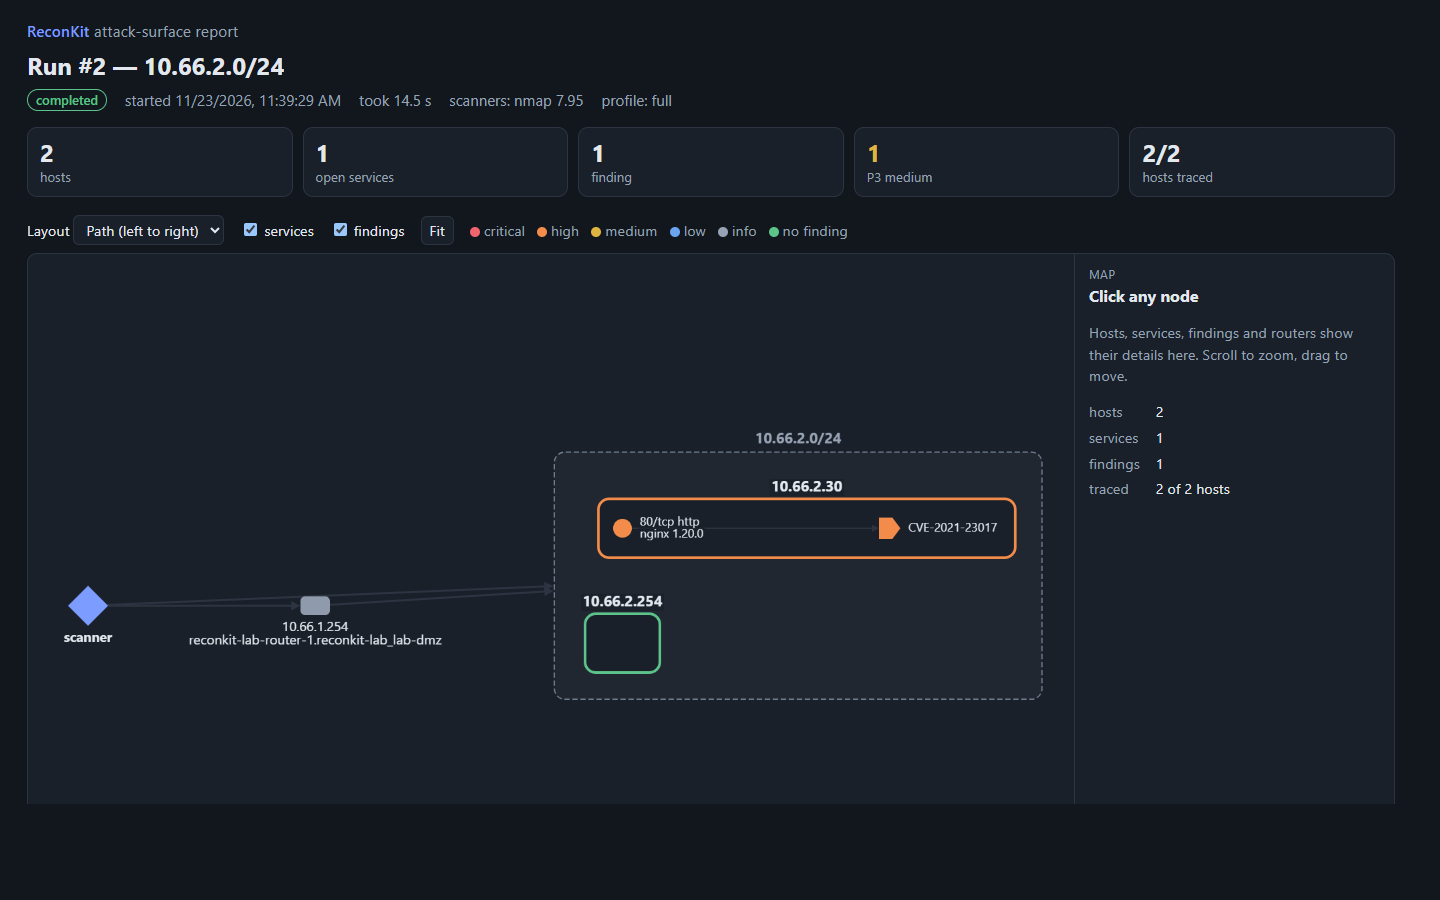 ReconKit attack-surface report
Run #2 — 10.66.2.0/24
completed started 11/23/2026, 11:39:29 AM took 14.5 s scanners: nmap 7.95 profile: full
2
hosts
1
open services
1
finding
1
P3 medium
2/2
hosts traced
Layout Path (left to right) services findings Fit critical high medium low info no finding
10.66.2.0/24
10.66.2.30
80/tcp http
nginx 1.20.0
CVE-2021-23017
10.66.2.254
scanner
10.66.1.254
reconkit-lab-router-1.reconkit-lab_lab-dmz
MAP
Click any node
Hosts, services, findings and routers show
their details here. Scroll to zoom, drag to
move.
hosts 2
services 1
findings 1
traced 2 of 2 hosts